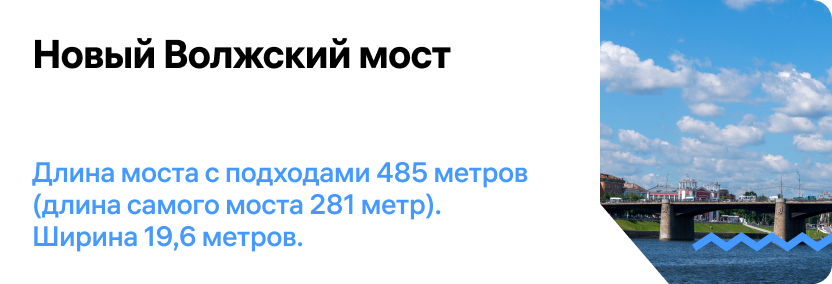 Новый Волжский мост
Длина моста с подходами 485 метров
(длина самого моста 281 метр).
Ширина 19,6 метров.